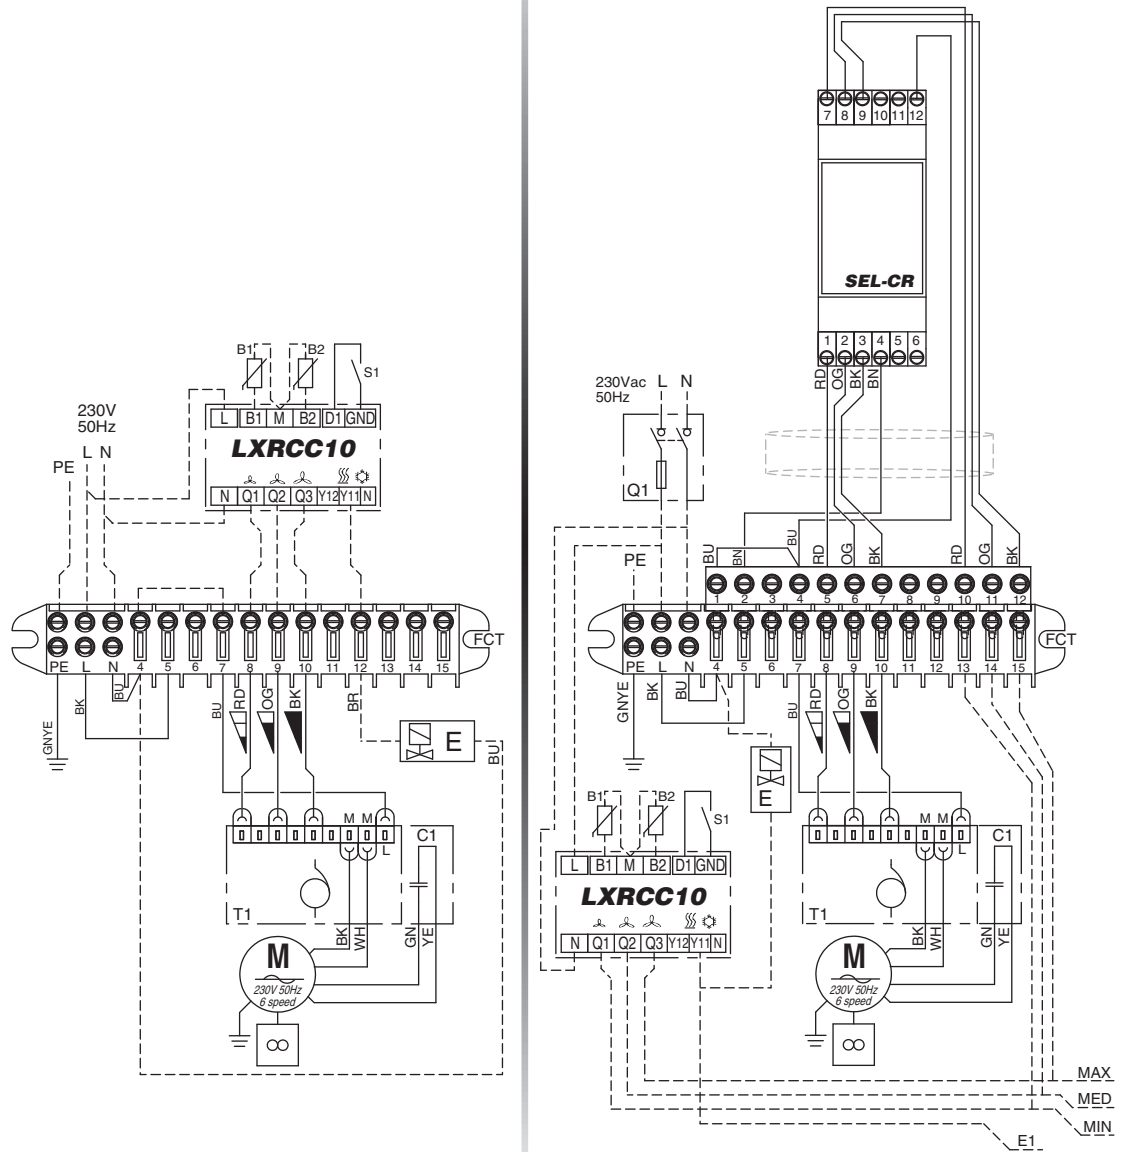 B1 B2
S1
L B1 M B2 D1 GND
LXRCC10
N Q1 Q2 Q3 Y12 Y11 N
230V
50Hz
L N
PE
FCT
PE L N 4 5 6 7 8 9 10 11 12 13 14 15
GNYE BK BU BU RD OG BK BR
E
BU
M M
L
C1
T1
BK WH GN YE
M
230V 50Hz
6 speed
8
7 8 9 10 11 12
SEL-CR
1 2 3 4 5 6
RD OG BK BN
230Vac L N
50Hz
Q1
PE
BU BN BU RD OG BK RD OG BK
1 2 3 4 5 6 7 8 9 10 11 12
FCT
PE L N 4 5 6 7 8 9 10 11 12 13 14 15
GNYE BK BU BU RD OG BK
E
B1 B2
S1
L B1 M B2 D1 GND
LXRCC10
N Q1 Q2 Q3 Y12 Y11 N
M M
L
C1
T1
BK WH GN YE
M
230V 50Hz
6 speed
8
MAX
MED
MIN
E1